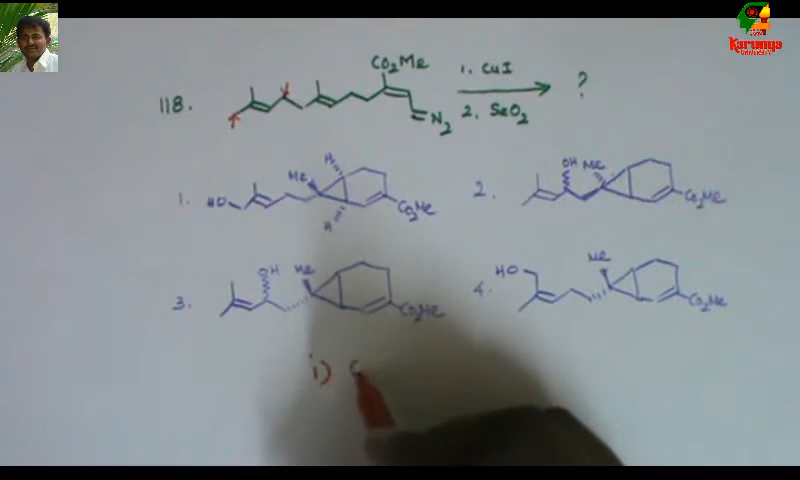 Karunya
UNIVERSITY
118.
CO₂Me
N₂
1. CuI
2. SeO₂
?
1.
HO
Me
H
H
CO₂Me
2.
OH
Me
CO₂Me
3.
OH
Me
CO₂Me
4.
HO
Me
CO₂Me
i) C